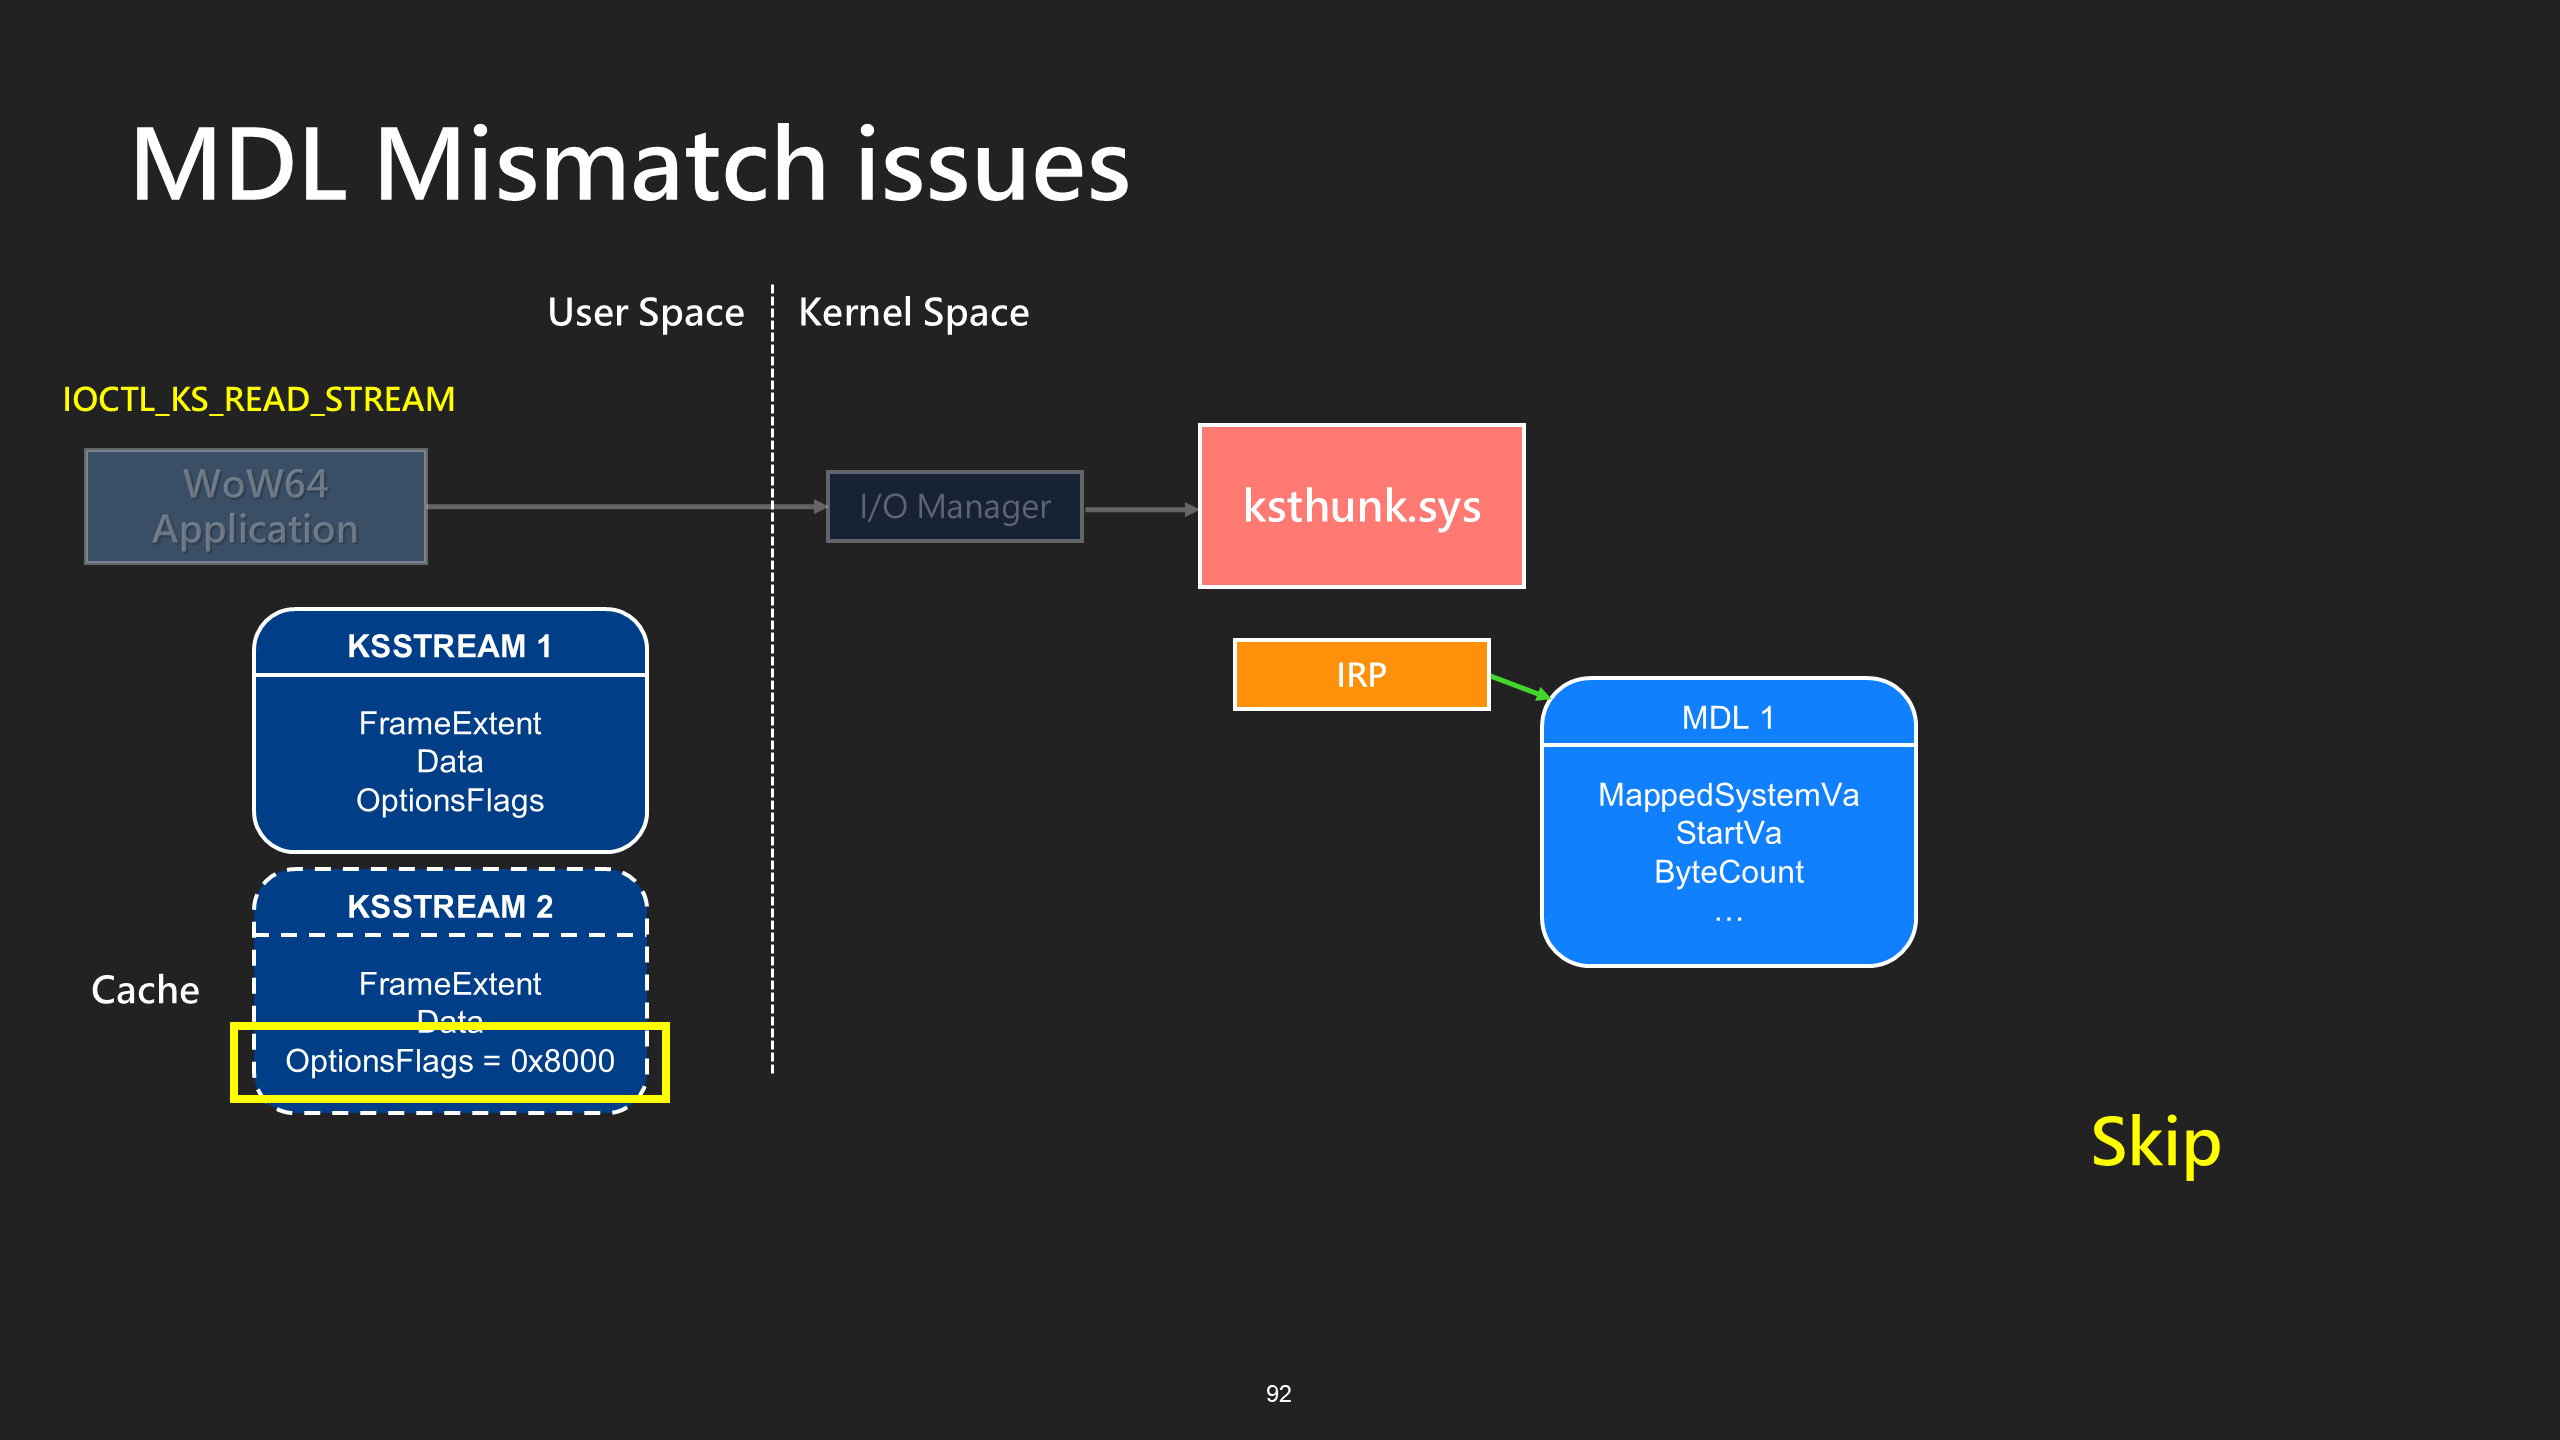 MDL Mismatch issues
User Space
Kernel Space
IOCTL_KS_READ_STREAM
WoW64
Application
I/O Manager
ksthunk.sys
KSSTREAM 1
FrameExtent
Data
OptionsFlags
IRP
MDL 1
MappedSystemVa
StartVa
ByteCount
...
Cache
KSSTREAM 2
FrameExtent
Data
OptionsFlags = 0x8000
Skip
92